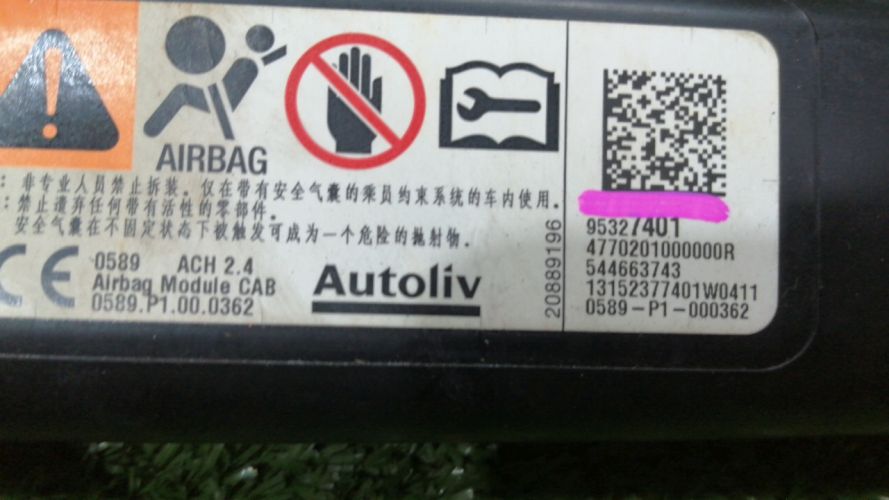 AIRBAG
: 非专业人员禁止拆装。仅在带有安全气囊的乘员约束系统的车内使用。
: 禁止遗弃任何带有活性的零部件。
安全气囊在不固定状态下被触发可成为一个危险的抛射物。
CE 0589 ACH 2.4
Airbag Module CAB
0589.P1.00.0362
Autoliv
20889196
95327401
4770201000000R
544663743
13152377401W0411
0589-P1-000362